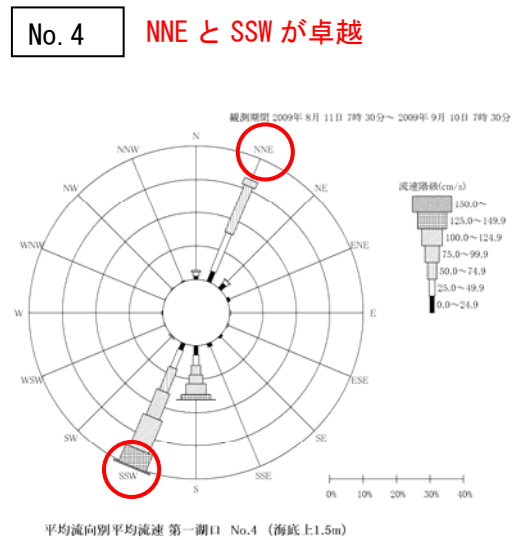 No.4
NNE と SSW が卓越
観測期間 2009年 8月 11日 7時 30分～ 2009年 9月 10日 7時 30分
N
NNW
NNE
NW
NE
WNW
ENE
W
E
WSW
ESE
SW
SE
SSW
SSE
S
流速階級(cm/s)
150.0～
125.0～149.9
100.0～124.9
75.0～99.9
50.0～74.9
25.0～49.9
0.0～24.9
0% 10% 20% 30% 40%
平均流向別平均流速 第一湖口 No.4 (海底上1.5m)